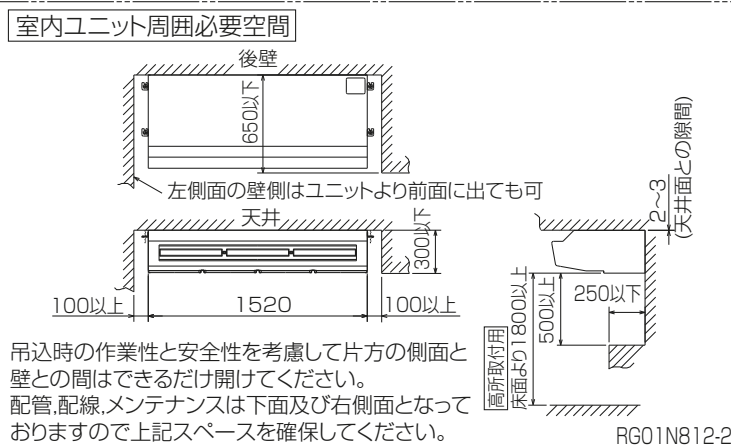 室内ユニット周囲必要空間
後壁
650以下
左側面の壁側はユニットより前面に出ても可
天井
300以下
100以上
1520
100以上
2~3
(天井面との隙間)
250以下
500以上
高所取付用
床面より1800以上
吊込時の作業性と安全性を考慮して片方の側面と
壁との間はできるだけ開けてください。
配管,配線,メンテナンスは下面及び右側面となって
おりますので上記スペースを確保してください。
RG01N812-2